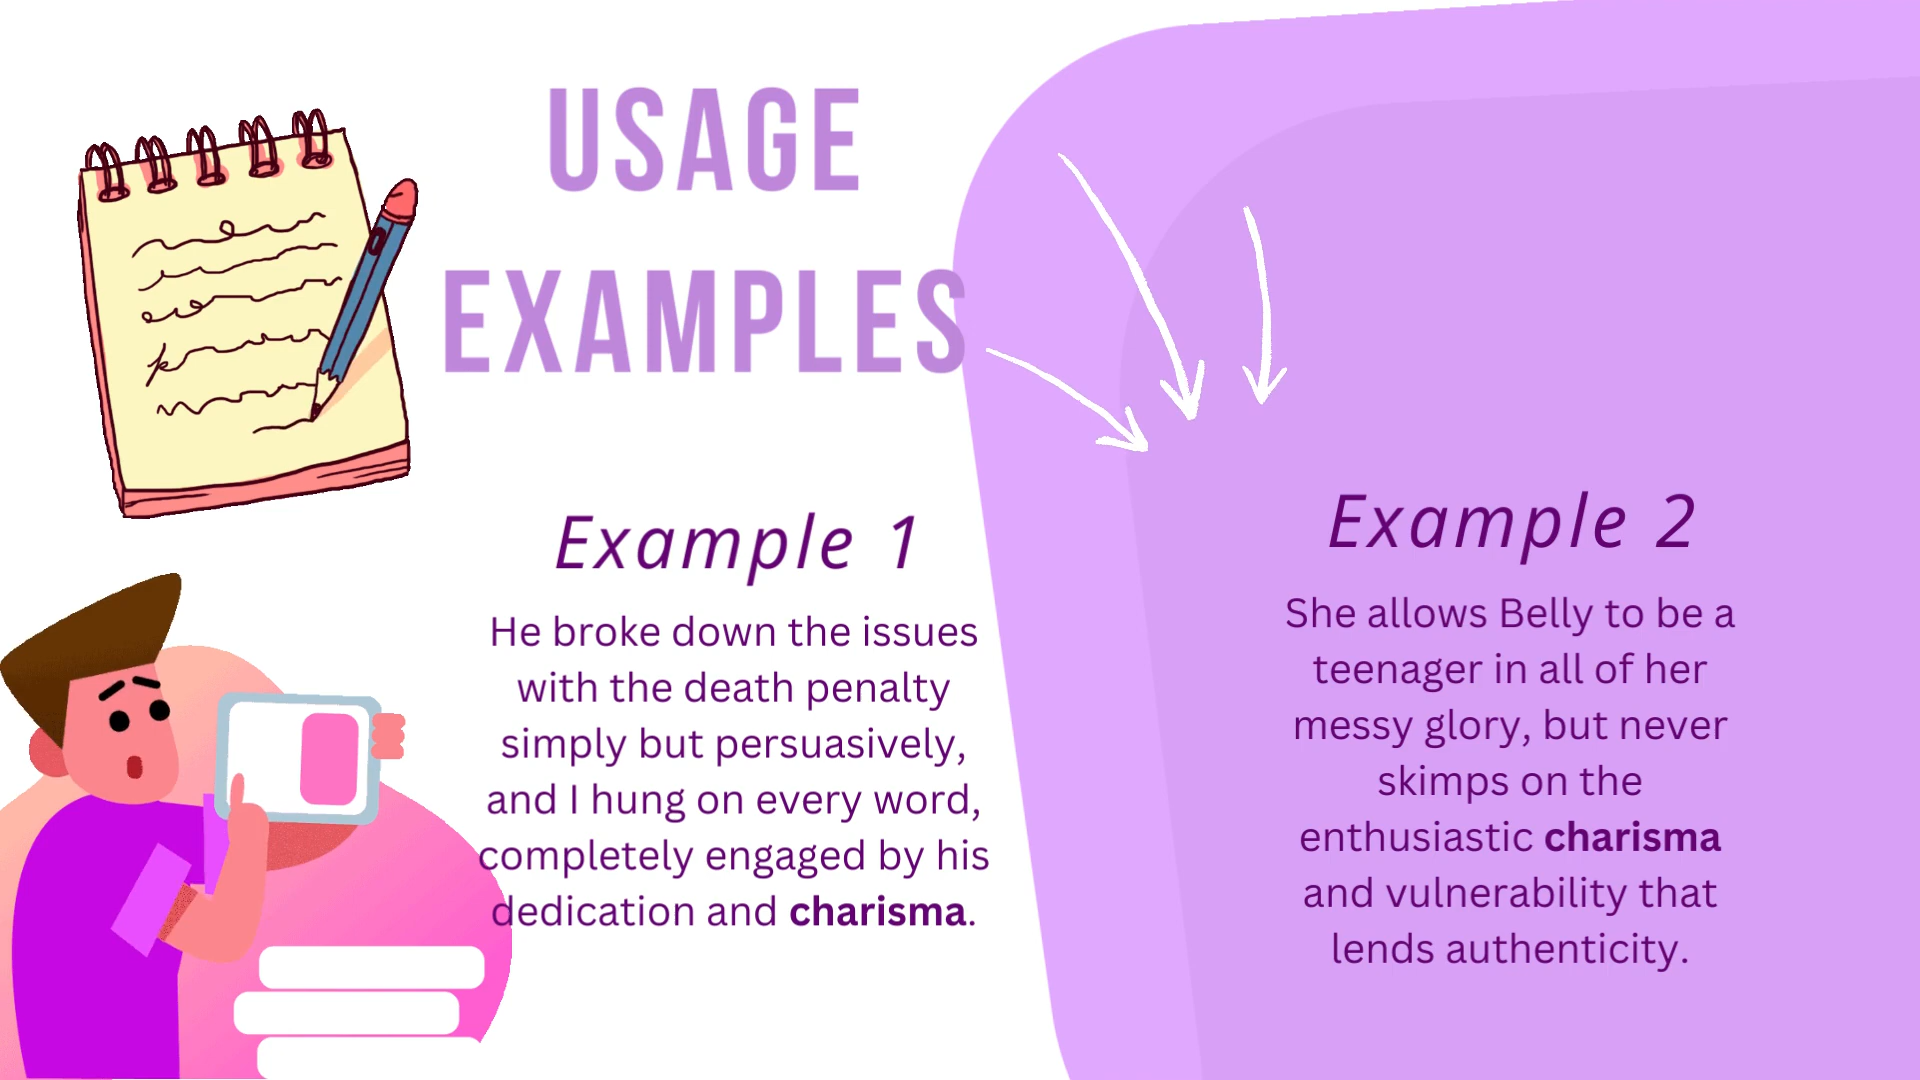 USAGE
EXAMPLES
Example 1
He broke down the issues
with the death penalty
simply but persuasively,
and I hung on every word,
completely engaged by his
dedication and charisma.
Example 2
She allows Belly to be a
teenager in all of her
messy glory, but never
skimps on the
enthusiastic charisma
and vulnerability that
lends authenticity.